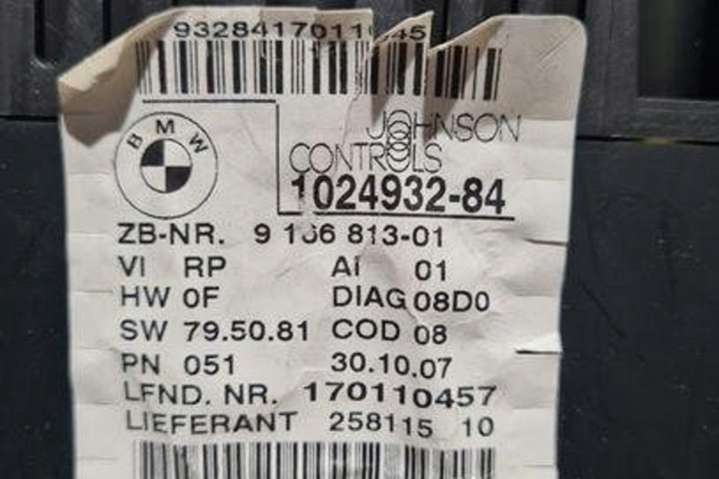 BMW
JOHNSON
CONTROLS
1024932-84
ZB-NR. 9 166 813-01
VI RP AI 01
HW 0F DIAG 08D0
SW 79.50.81 COD 08
PN 051 30.10.07
LFND. NR. 170110457
LIEFERANT 258115 10